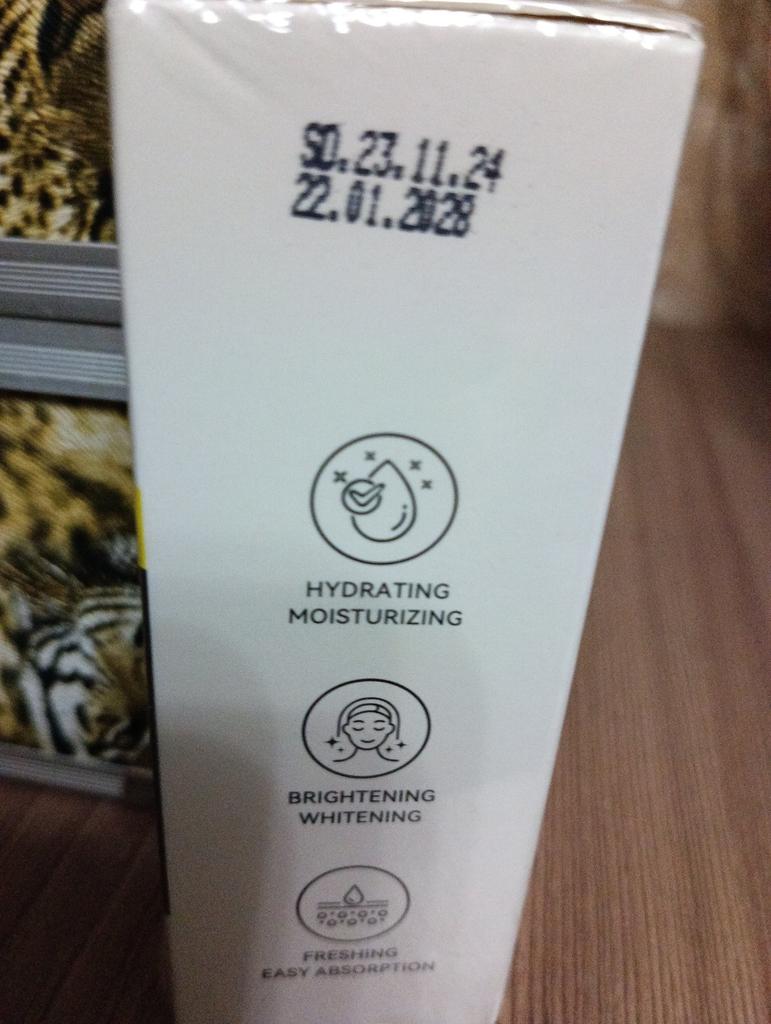 SD.23.11.24
22.01.2028
HYDRATING
MOISTURIZING
BRIGHTENING
WHITENING
FRESHING
EASY ABSORPTION